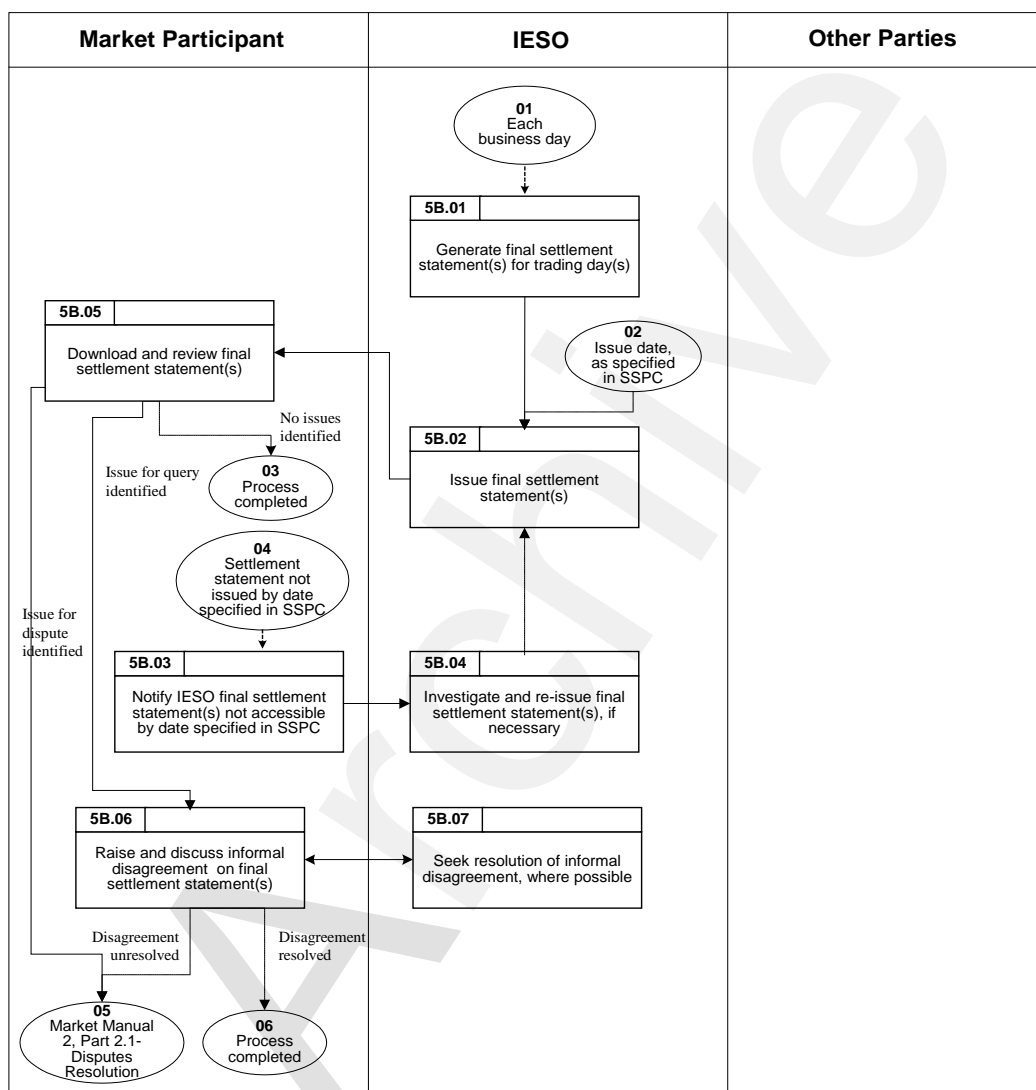 Market Participant
IESO
Other Parties
01
Each
business day
5B.01
Generate final settlement
statement(s) for trading day(s)
5B.05
Download and review final
settlement statement(s)
02
Issue date,
as specified
in SSPC
No issues
identified
5B.02
Issue final settlement
statement(s)
Issue for query
identified
03
Process
completed
04
Settlement
statement not
issued by date
specified in SSPC
Issue for
dispute
identified
5B.03
Notify IESO final settlement
statement(s) not accessible
by date specified in SSPC
5B.04
Investigate and re-issue final
settlement statement(s), if
necessary
5B.06
Raise and discuss informal
disagreement on final
settlement statement(s)
5B.07
Seek resolution of informal
disagreement, where possible
Disagreement
unresolved
Disagreement
resolved
05
Market Manual
2, Part 2.1-
Disputes
Resolution
06
Process
completed
Archive